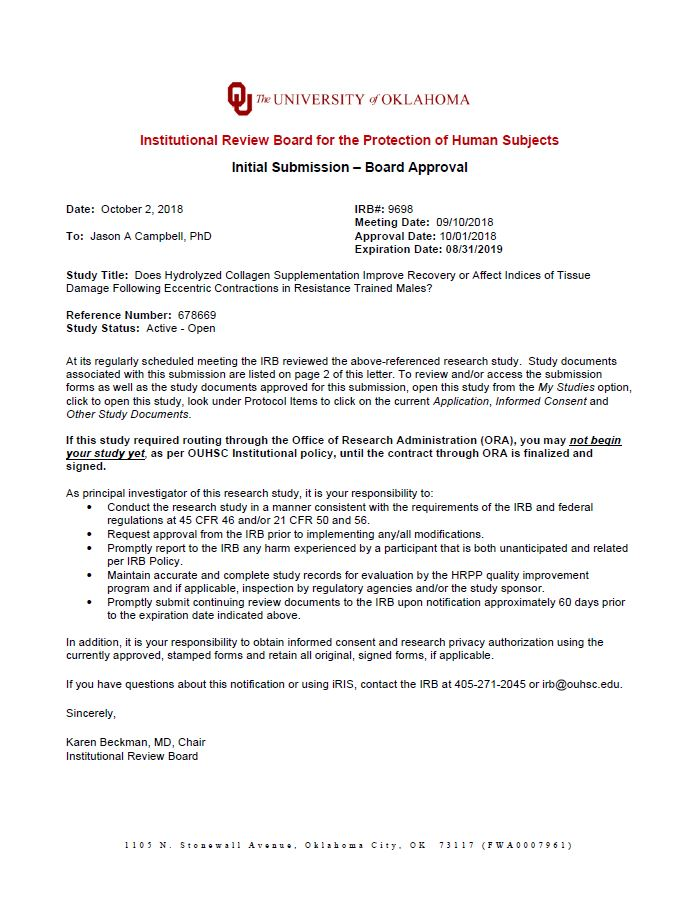 OU The UNIVERSITY of OKLAHOMA
Institutional Review Board for the Protection of Human Subjects
Initial Submission – Board Approval
Date: October 2, 2018
IRB#: 9698
Meeting Date: 09/10/2018
To: Jason A Campbell, PhD
Approval Date: 10/01/2018
Expiration Date: 08/31/2019
Study Title: Does Hydrolyzed Collagen Supplementation Improve Recovery or Affect Indices of Tissue
Damage Following Eccentric Contractions in Resistance Trained Males?
Reference Number: 678669
Study Status: Active - Open
At its regularly scheduled meeting the IRB reviewed the above-referenced research study. Study documents
associated with this submission are listed on page 2 of this letter. To review and/or access the submission
forms as well as the study documents approved for this submission, open this study from the My Studies option,
click to open this study, look under Protocol Items to click on the current Application, Informed Consent and
Other Study Documents.
If this study required routing through the Office of Research Administration (ORA), you may not begin
your study yet, as per OUHSC Institutional policy, until the contract through ORA is finalized and
signed.
As principal investigator of this research study, it is your responsibility to:
• Conduct the research study in a manner consistent with the requirements of the IRB and federal
regulations at 45 CFR 46 and/or 21 CFR 50 and 56.
• Request approval from the IRB prior to implementing any/all modifications.
• Promptly report to the IRB any harm experienced by a participant that is both unanticipated and related
per IRB Policy.
• Maintain accurate and complete study records for evaluation by the HRPP quality improvement
program and if applicable, inspection by regulatory agencies and/or the study sponsor.
• Promptly submit continuing review documents to the IRB upon notification approximately 60 days prior
to the expiration date indicated above.
In addition, it is your responsibility to obtain informed consent and research privacy authorization using the
currently approved, stamped forms and retain all original, signed forms, if applicable.
If you have questions about this notification or using iRIS, contact the IRB at 405-271-2045 or irb@ouhsc.edu.
Sincerely,
Karen Beckman, MD, Chair
Institutional Review Board
1105 N. Stonewall Avenue, Oklahoma City, OK 73117 (FWA0007961)